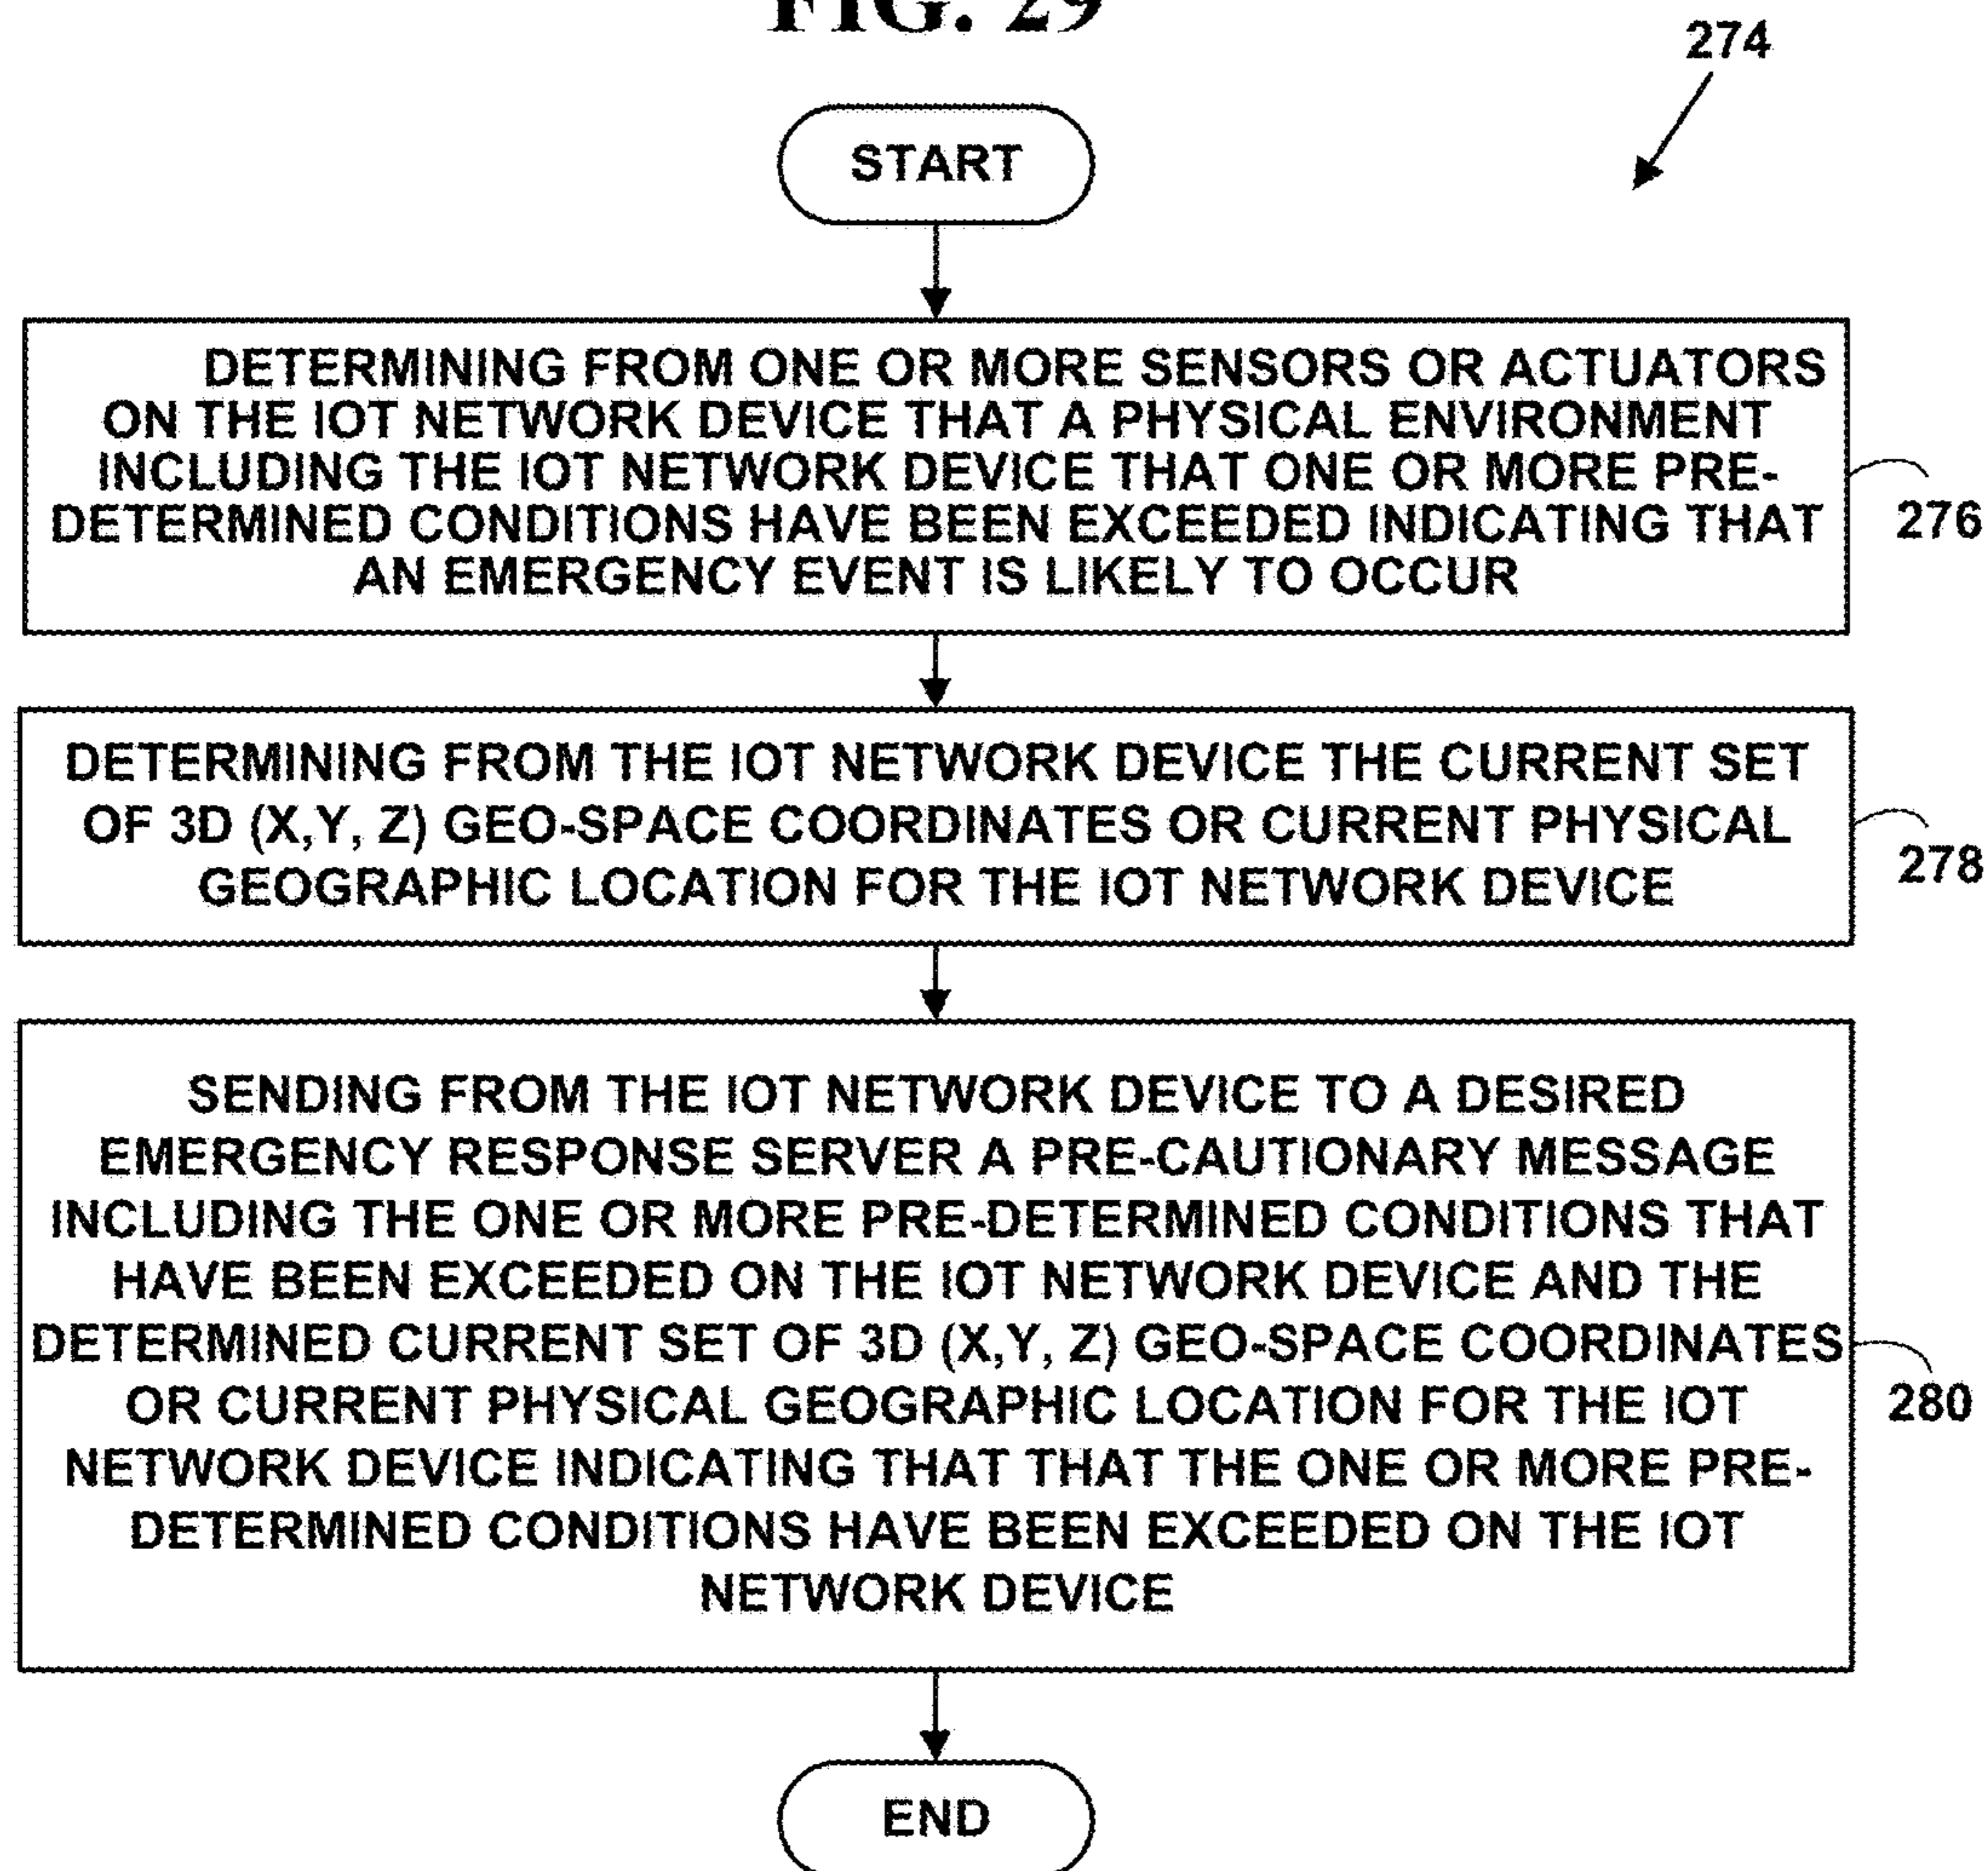 FIG. 29
274
START
DETERMINING FROM ONE OR MORE SENSORS OR ACTUATORS
ON THE IOT NETWORK DEVICE THAT A PHYSICAL ENVIRONMENT
INCLUDING THE IOT NETWORK DEVICE THAT ONE OR MORE PRE-
DETERMINED CONDITIONS HAVE BEEN EXCEEDED INDICATING THAT
AN EMERGENCY EVENT IS LIKELY TO OCCUR
276
DETERMINING FROM THE IOT NETWORK DEVICE THE CURRENT SET
OF 3D (X,Y, Z) GEO-SPACE COORDINATES OR CURRENT PHYSICAL
GEOGRAPHIC LOCATION FOR THE IOT NETWORK DEVICE
278
SENDING FROM THE IOT NETWORK DEVICE TO A DESIRED
EMERGENCY RESPONSE SERVER A PRE-CAUTIONARY MESSAGE
INCLUDING THE ONE OR MORE PRE-DETERMINED CONDITIONS THAT
HAVE BEEN EXCEEDED ON THE IOT NETWORK DEVICE AND THE
DETERMINED CURRENT SET OF 3D (X,Y, Z) GEO-SPACE COORDINATES
OR CURRENT PHYSICAL GEOGRAPHIC LOCATION FOR THE IOT
NETWORK DEVICE INDICATING THAT THAT THE ONE OR MORE PRE-
DETERMINED CONDITIONS HAVE BEEN EXCEEDED ON THE IOT
NETWORK DEVICE
280
END